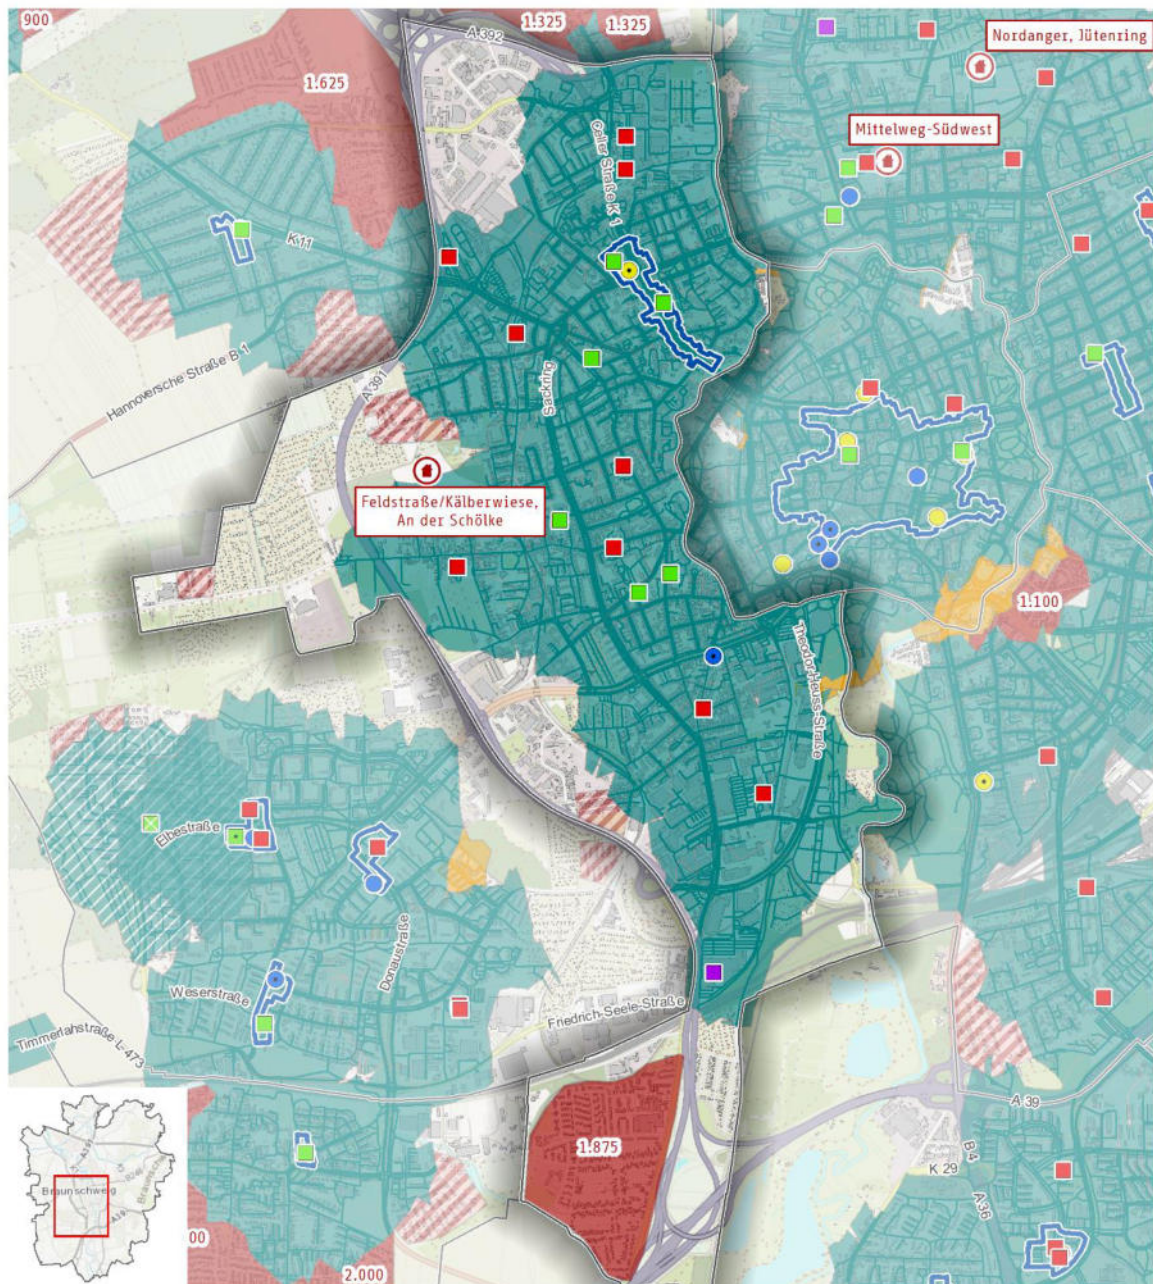 900
1.325
1.325
A 392
Nordanger, Jütenring
1.625
Mittelweg-Südwest
Celler Straße K 1
K 11
Hannoversche Straße B 1
A 391
Sackring
Feldstraße/Kälberwiese,
An der Schölke
1.100
Theodor-Heuss-Straße
Elbestraße
Donaustraße
Weserstraße
Friedrich-Seele-Straße
Timmerlahstraße L 473
A 39
1.875
B 4
K 29
A 36
Braunschweig
00
2.000